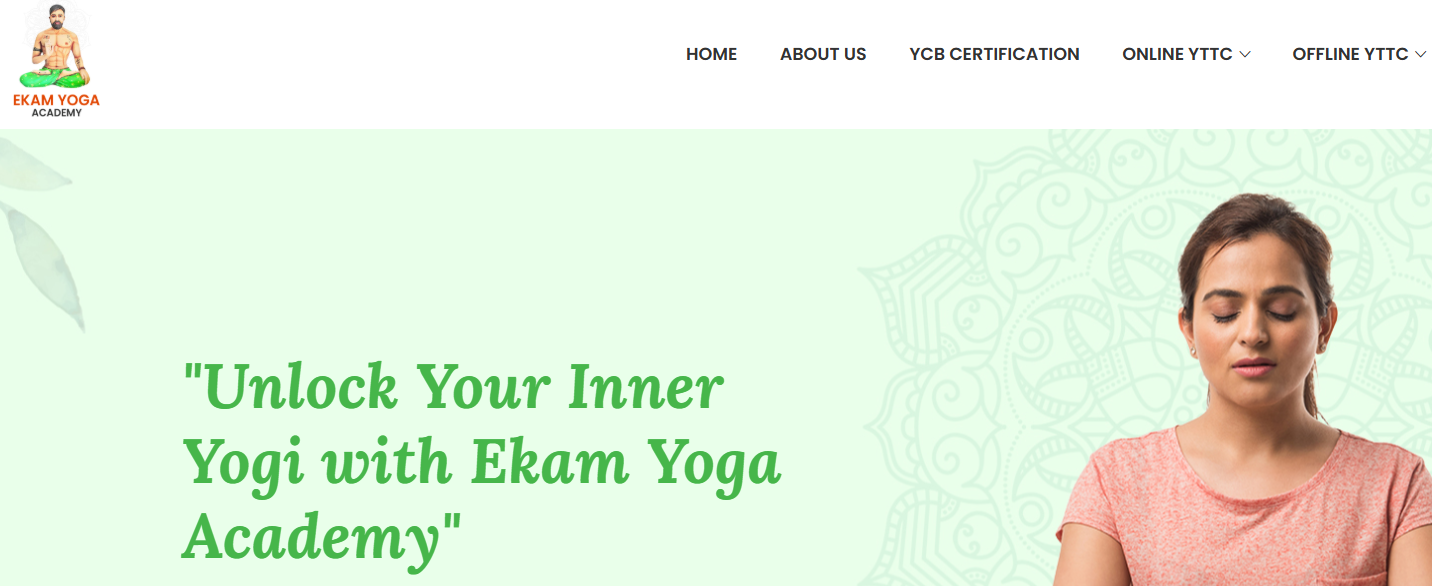 EKAM YOGA
ACADEMY
HOME
ABOUT US
YCB CERTIFICATION
ONLINE YTTC
OFFLINE YTTC
"Unlock Your Inner
Yogi with Ekam Yoga
Academy"